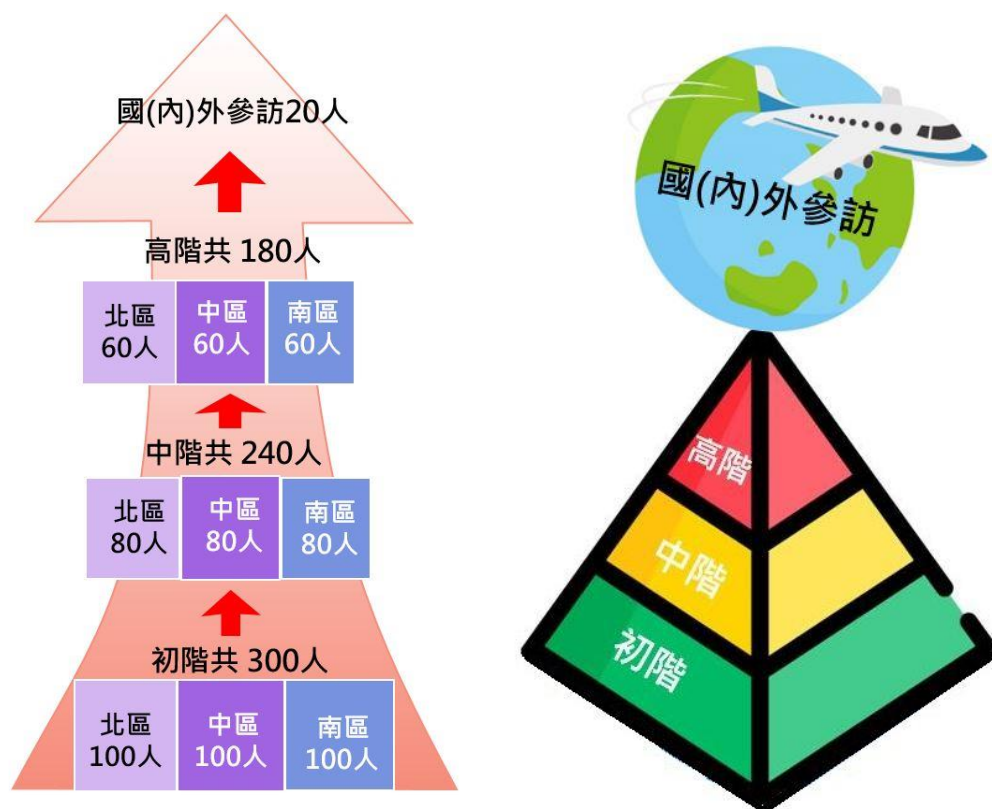 國(內)外參訪20人
高階共 180人
北區
60人
中區
60人
南區
60人
中階共 240人
北區
80人
中區
80人
南區
80人
初階共 300人
北區
100人
中區
100人
南區
100人
國(內)外參訪
高階
中階
初階